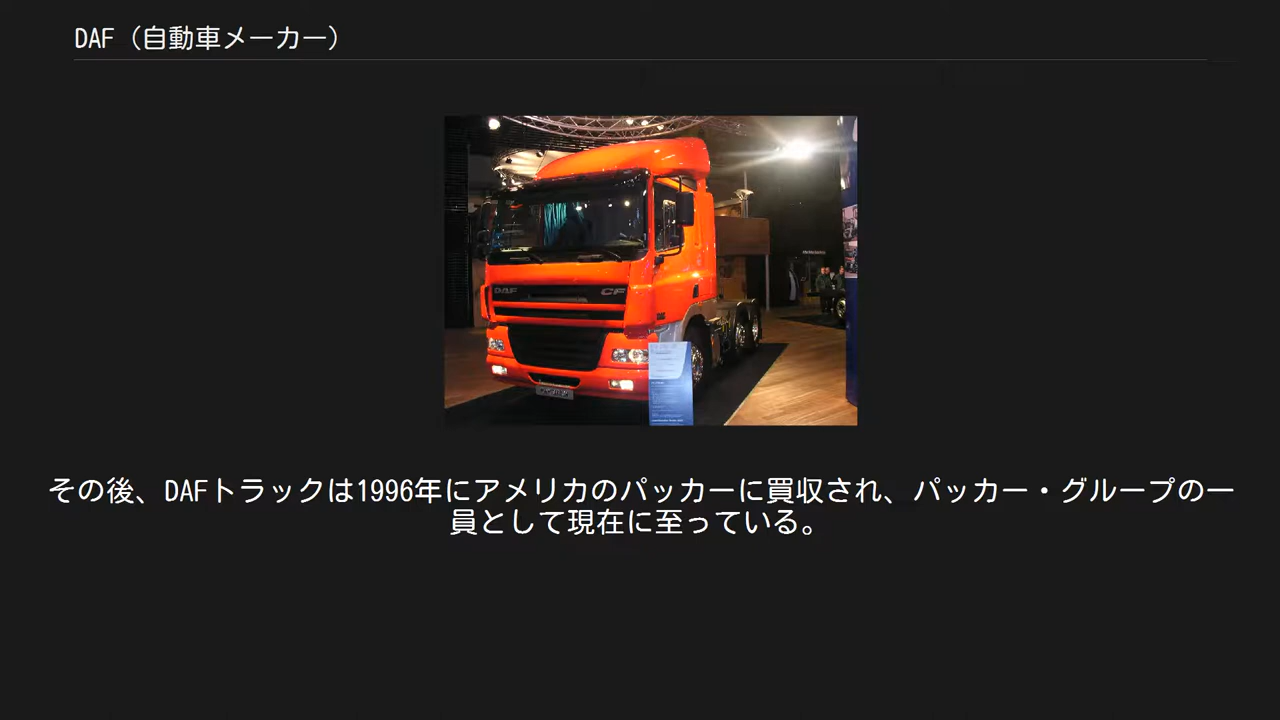 DAF（自動車メーカー）
DAF
CF
その後、DAFトラックは1996年にアメリカのパッカーに買収され、パッカー・グループの一
員として現在に至っている。